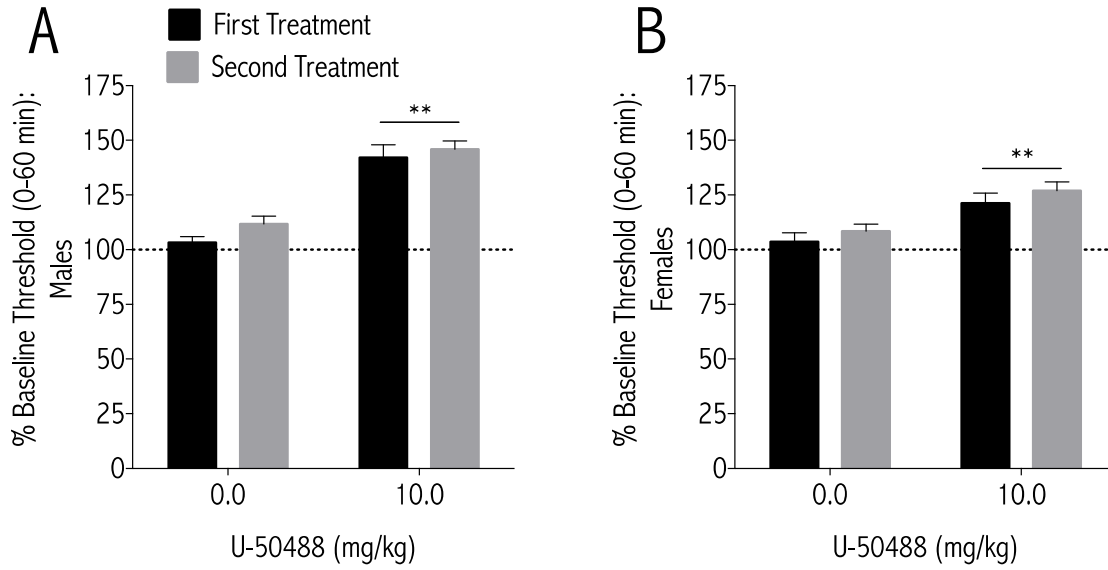 A
First Treatment
Second Treatment
% Baseline Threshold (0-60 min):
Males
175
150
125
100
75
50
25
0
**
0.0
10.0
U-50488 (mg/kg)
B
% Baseline Threshold (0-60 min):
Females
175
150
125
100
75
50
25
0
**
0.0
10.0
U-50488 (mg/kg)